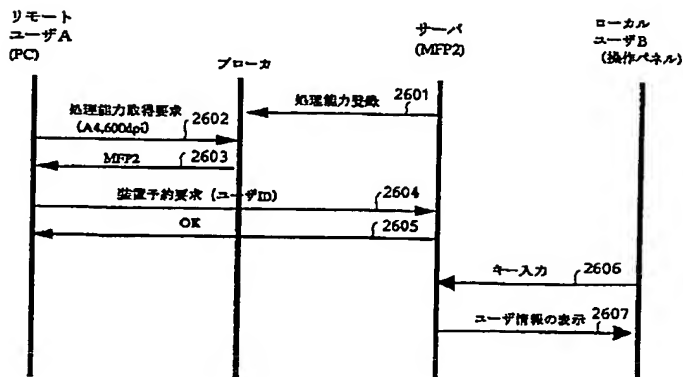 リモート
ユーザA
(PC)
ブローカ
サーバ
(MFP2)
ローカル
ユーザB
(操作パネル)
処理能力登録
2601
処理能力取得要求
(A4,600dpi)
2602
MFP2
2603
装置予約要求 (ユーザID)
2604
OK
2605
キー入力
2606
ユーザ情報の表示
2607